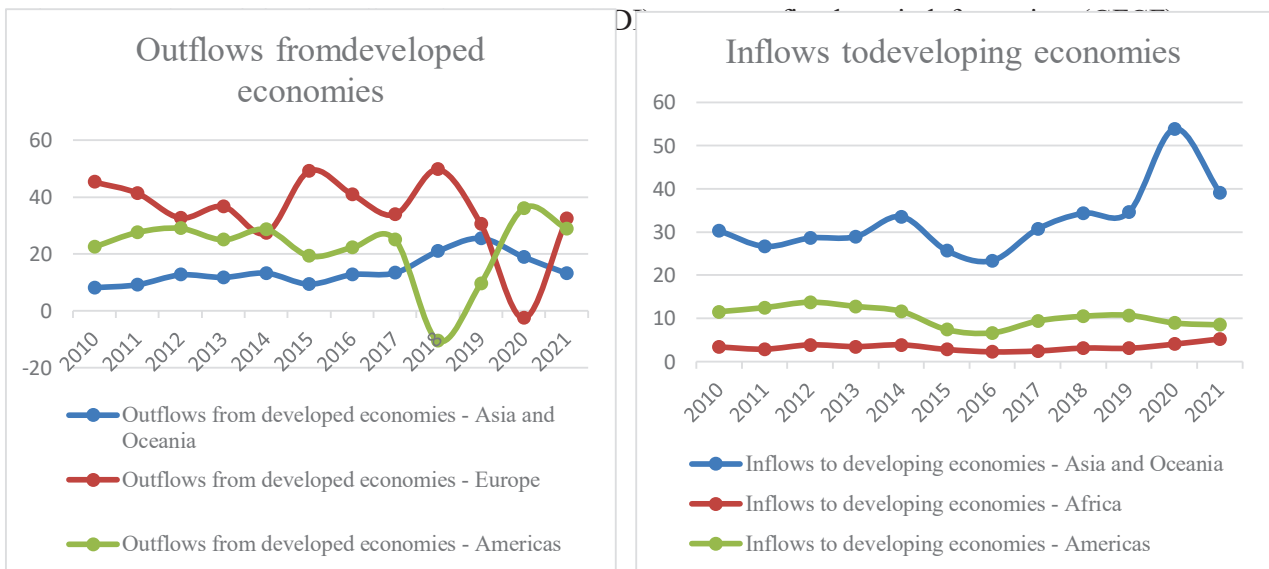 Outflows fromdeveloped
economies
60
40
20
0
-20
2010 2011 2012 2013 2014 2015 2016 2017 2018 2019 2020 2021
Outflows from developed economies - Asia and
Oceania
Outflows from developed economies - Europe
Outflows from developed economies - Americas
Inflows todeveloping economies
60
50
40
30
20
10
0
2010 2011 2012 2013 2014 2015 2016 2017 2018 2019 2020 2021
Inflows to developing economies - Asia and Oceania
Inflows to developing economies - Africa
Inflows to developing economies - Americas